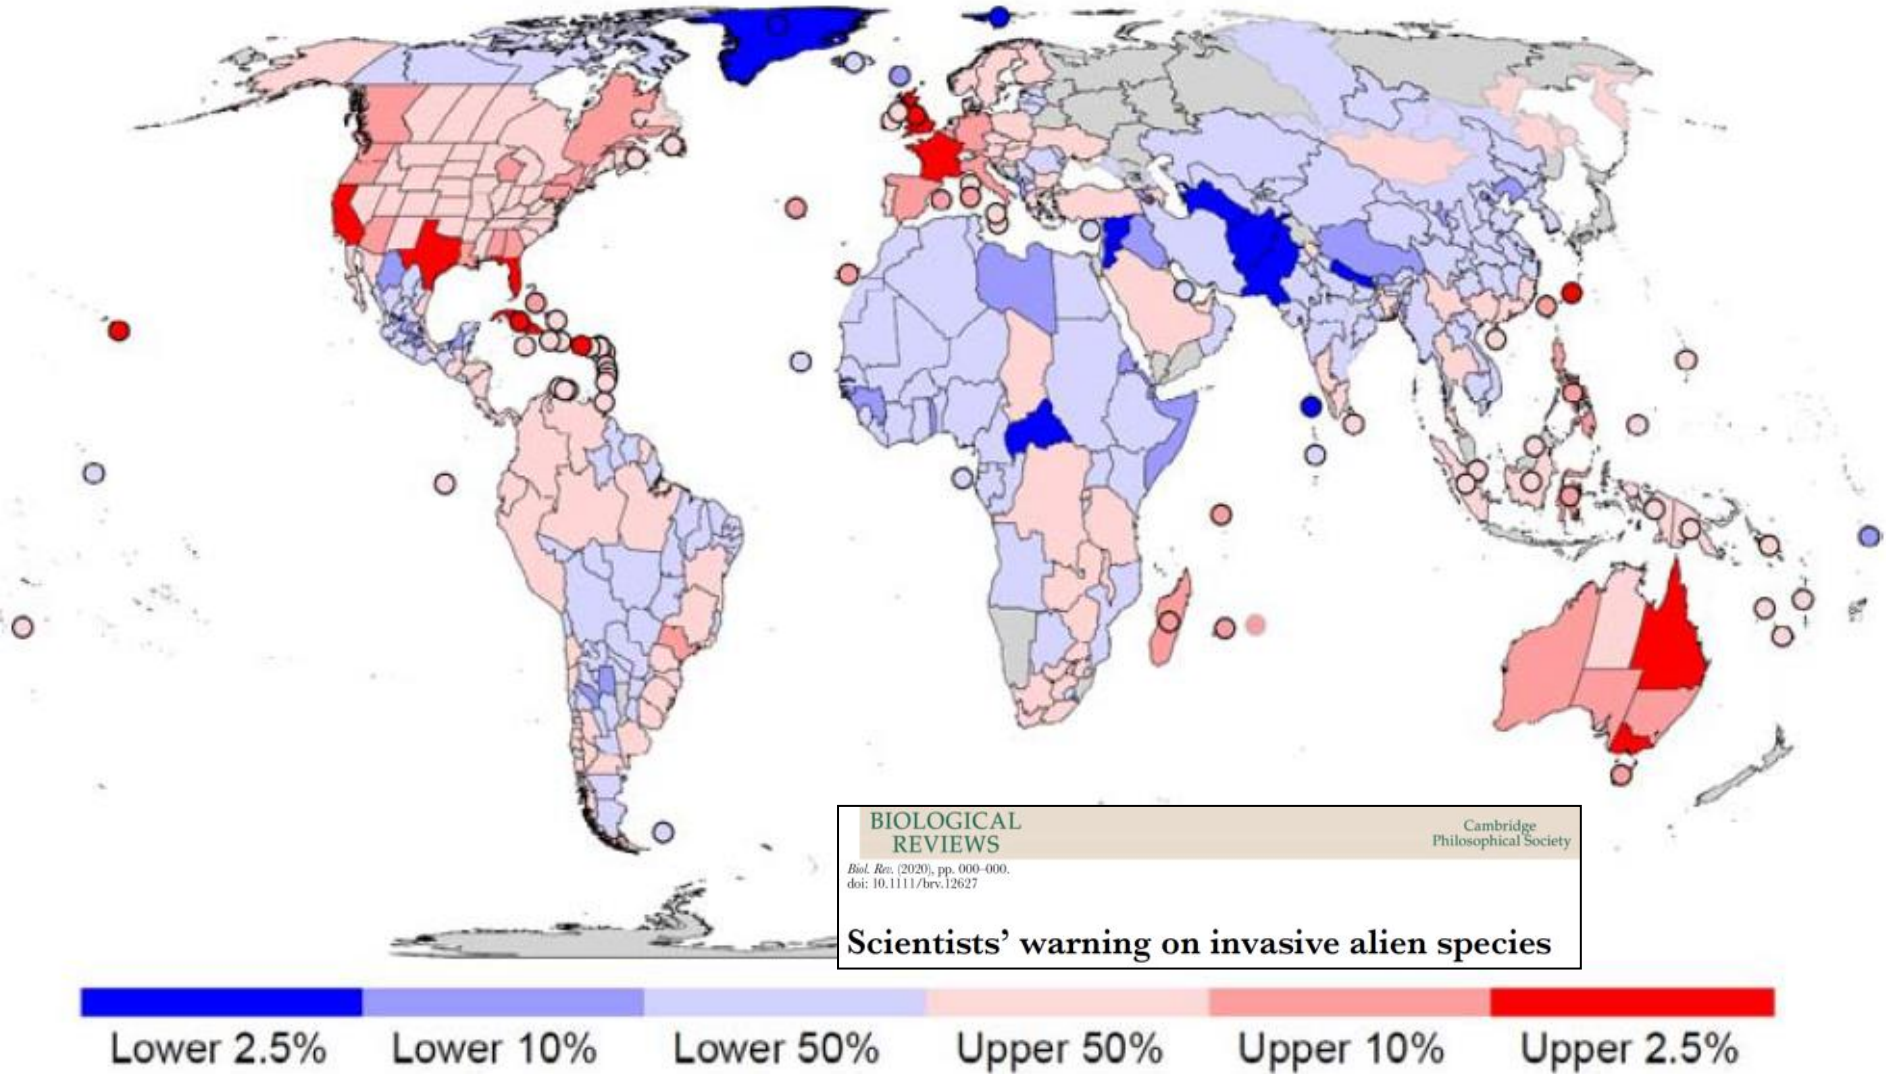 BIOLOGICAL
REVIEWS
Cambridge
Philosophical Society
Biol. Rev. (2020), pp. 000–000.
doi: 10.1111/brv.12627
Scientists’ warning on invasive alien species
Lower 2.5% Lower 10% Lower 50% Upper 50% Upper 10% Upper 2.5%